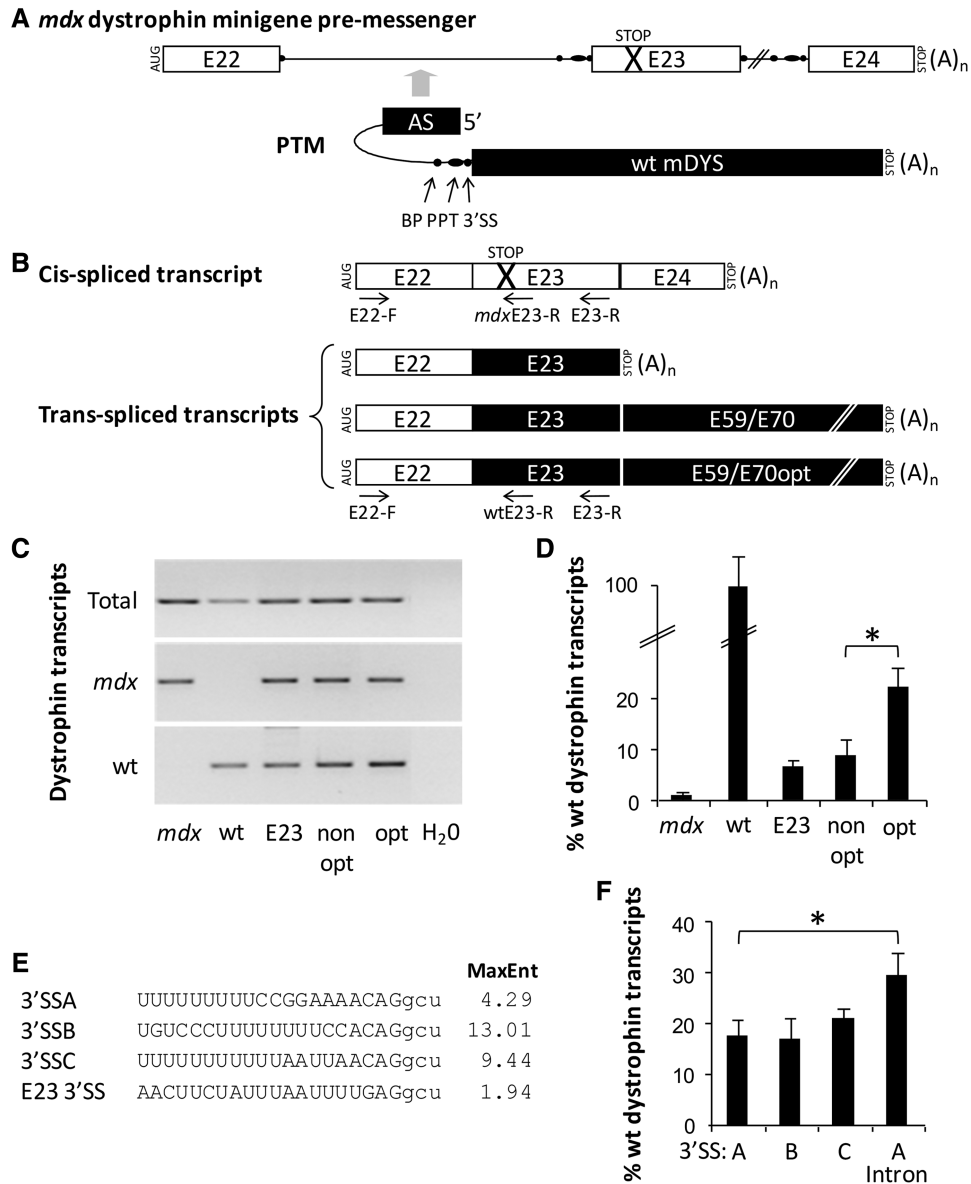 A mdx dystrophin minigene pre-messenger
STOP
AUG E22 X E23 E24 STOP (A)n
AS 5’
PTM
wt mDYS STOP (A)n
BP PPT 3’SS
B
Cis-spliced transcript
STOP
AUG E22 X E23 E24 STOP (A)n
E22-F mdxE23-R E23-R
AUG E22 E23 STOP (A)n
Trans-spliced transcripts
AUG E22 E23 E59/E70 STOP (A)n
AUG E22 E23 E59/E70opt STOP (A)n
E22-F wtE23-R E23-R
C
Dystrophin transcripts
Total
mdx
wt
mdx wt E23 non opt opt H20
D
% wt dystrophin transcripts
100
20
10
0
*
mdx wt E23 non opt opt
E
MaxEnt
3’SSA UUUUUUUUUCCGGAAAACAGgcu 4.29
3’SSB UGUCCCUUUUUUUUCCACAGgcu 13.01
3’SSC UUUUUUUUUUUAAUUAACAGgcu 9.44
E23 3’SS AACUUCUAUUUAAUUUUGAGgcu 1.94
F
% wt dystrophin transcripts
40
30
20
10
0
*
3’SS: A B C A
Intron